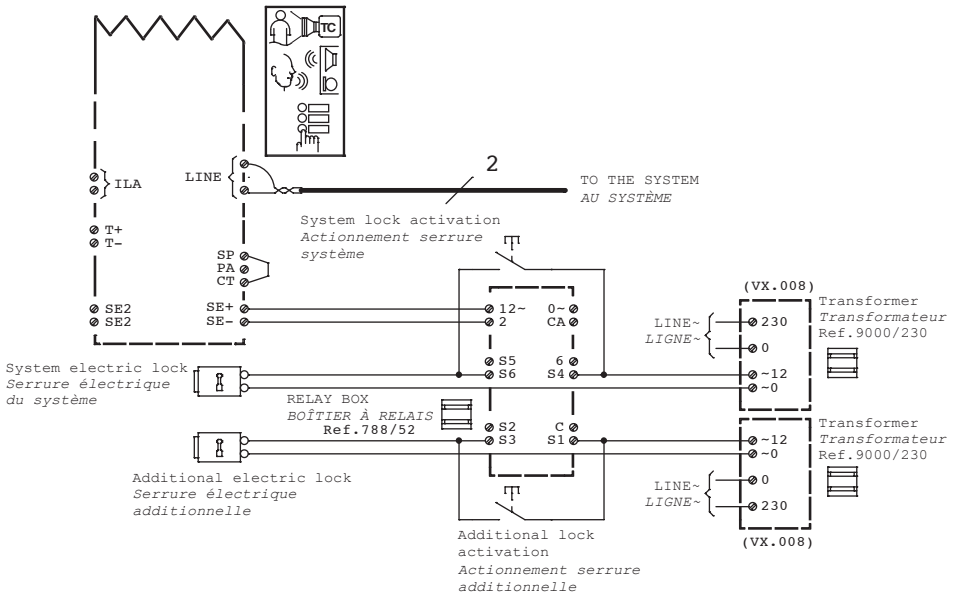 TC
2
LINE
ILA
TO THE SYSTEM
AU SYSTÈME
System lock activation
Actionnement serrure
système
T+
T−
SP
PA
CT
SE2
SE2
SE+
SE-
12~
2
0~
CA
S5
S6
6
S4
S2
S3
C
S1
(VX.008)
Transformer
Transformateur
Ref.9000/230
LINE~
LIGNE~
230
0
~12
~0
System electric lock
Serrure électrique
du système
RELAY BOX
BOÎTIER À RELAIS
Ref.788/52
Additional electric lock
Serrure électrique
additionnelle
Transformer
Transformateur
Ref.9000/230
~12
~0
LINE~
LIGNE~
0
230
(VX.008)
Additional lock
activation
Actionnement serrure
additionnelle